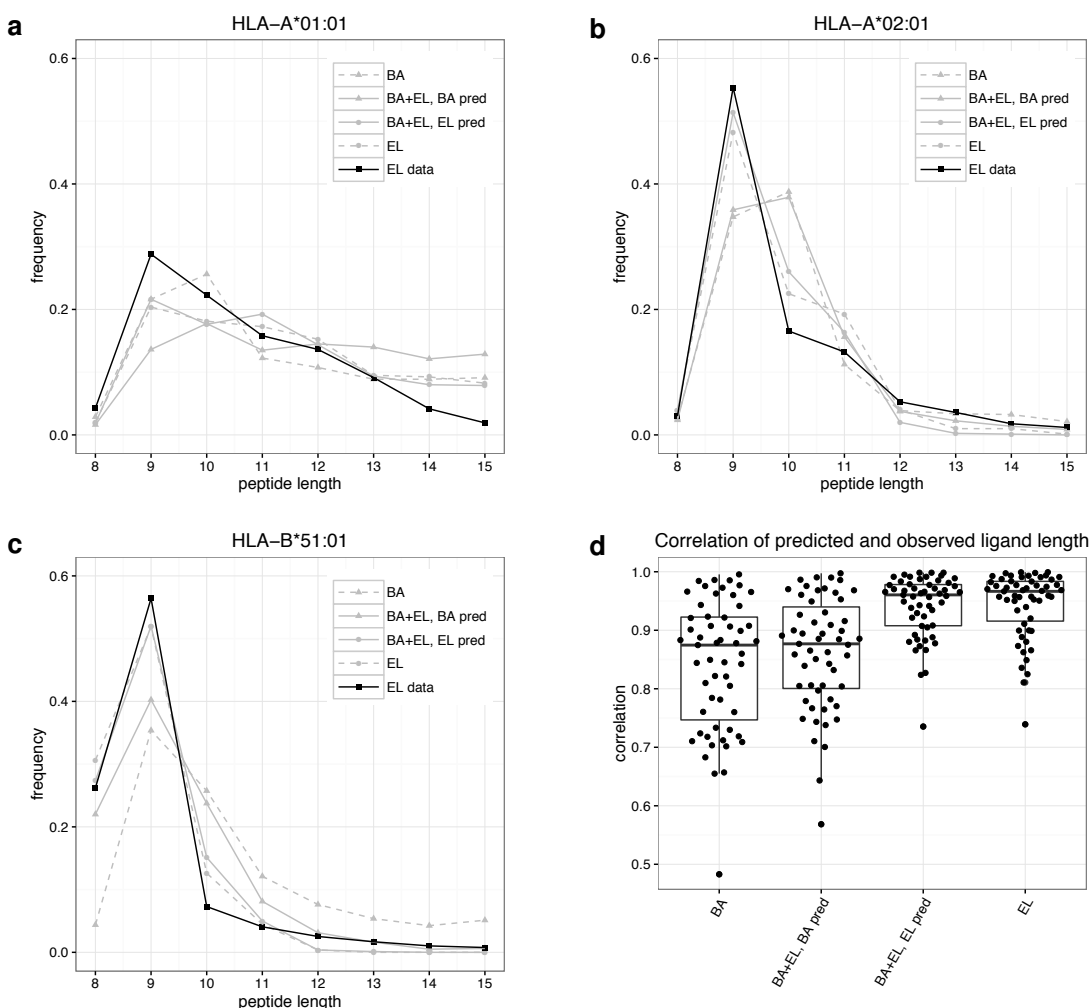 a
HLA−A*01:01
0.6
0.4
0.2
0.0
frequency
BA
BA+EL, BA pred
BA+EL, EL pred
EL
EL data
8 9 10 11 12 13 14 15
peptide length
b
HLA−A*02:01
0.6
0.4
0.2
0.0
frequency
BA
BA+EL, BA pred
BA+EL, EL pred
EL
EL data
8 9 10 11 12 13 14 15
peptide length
c
HLA−B*51:01
0.6
0.4
0.2
0.0
frequency
BA
BA+EL, BA pred
BA+EL, EL pred
EL
EL data
8 9 10 11 12 13 14 15
peptide length
d
Correlation of predicted and observed ligand length
1.0
0.9
0.8
0.7
0.6
0.5
correlation
BA
BA+EL, BA pred
BA+EL, EL pred
EL